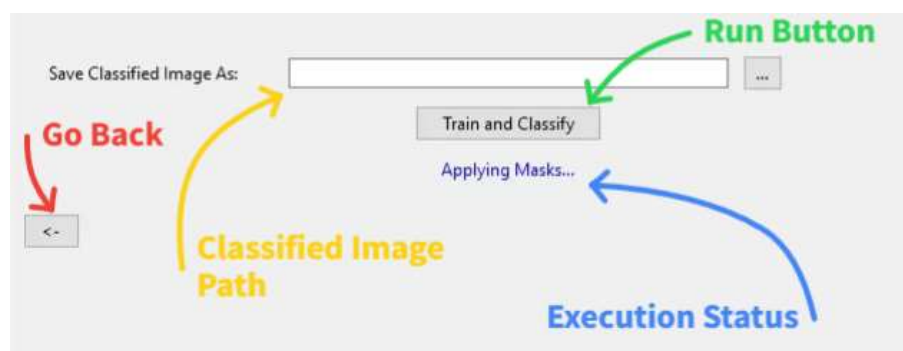 Run Button
Save Classified Image As:
...
Train and Classify
Go Back
Applying Masks...
<-
Classified Image
Path
Execution Status